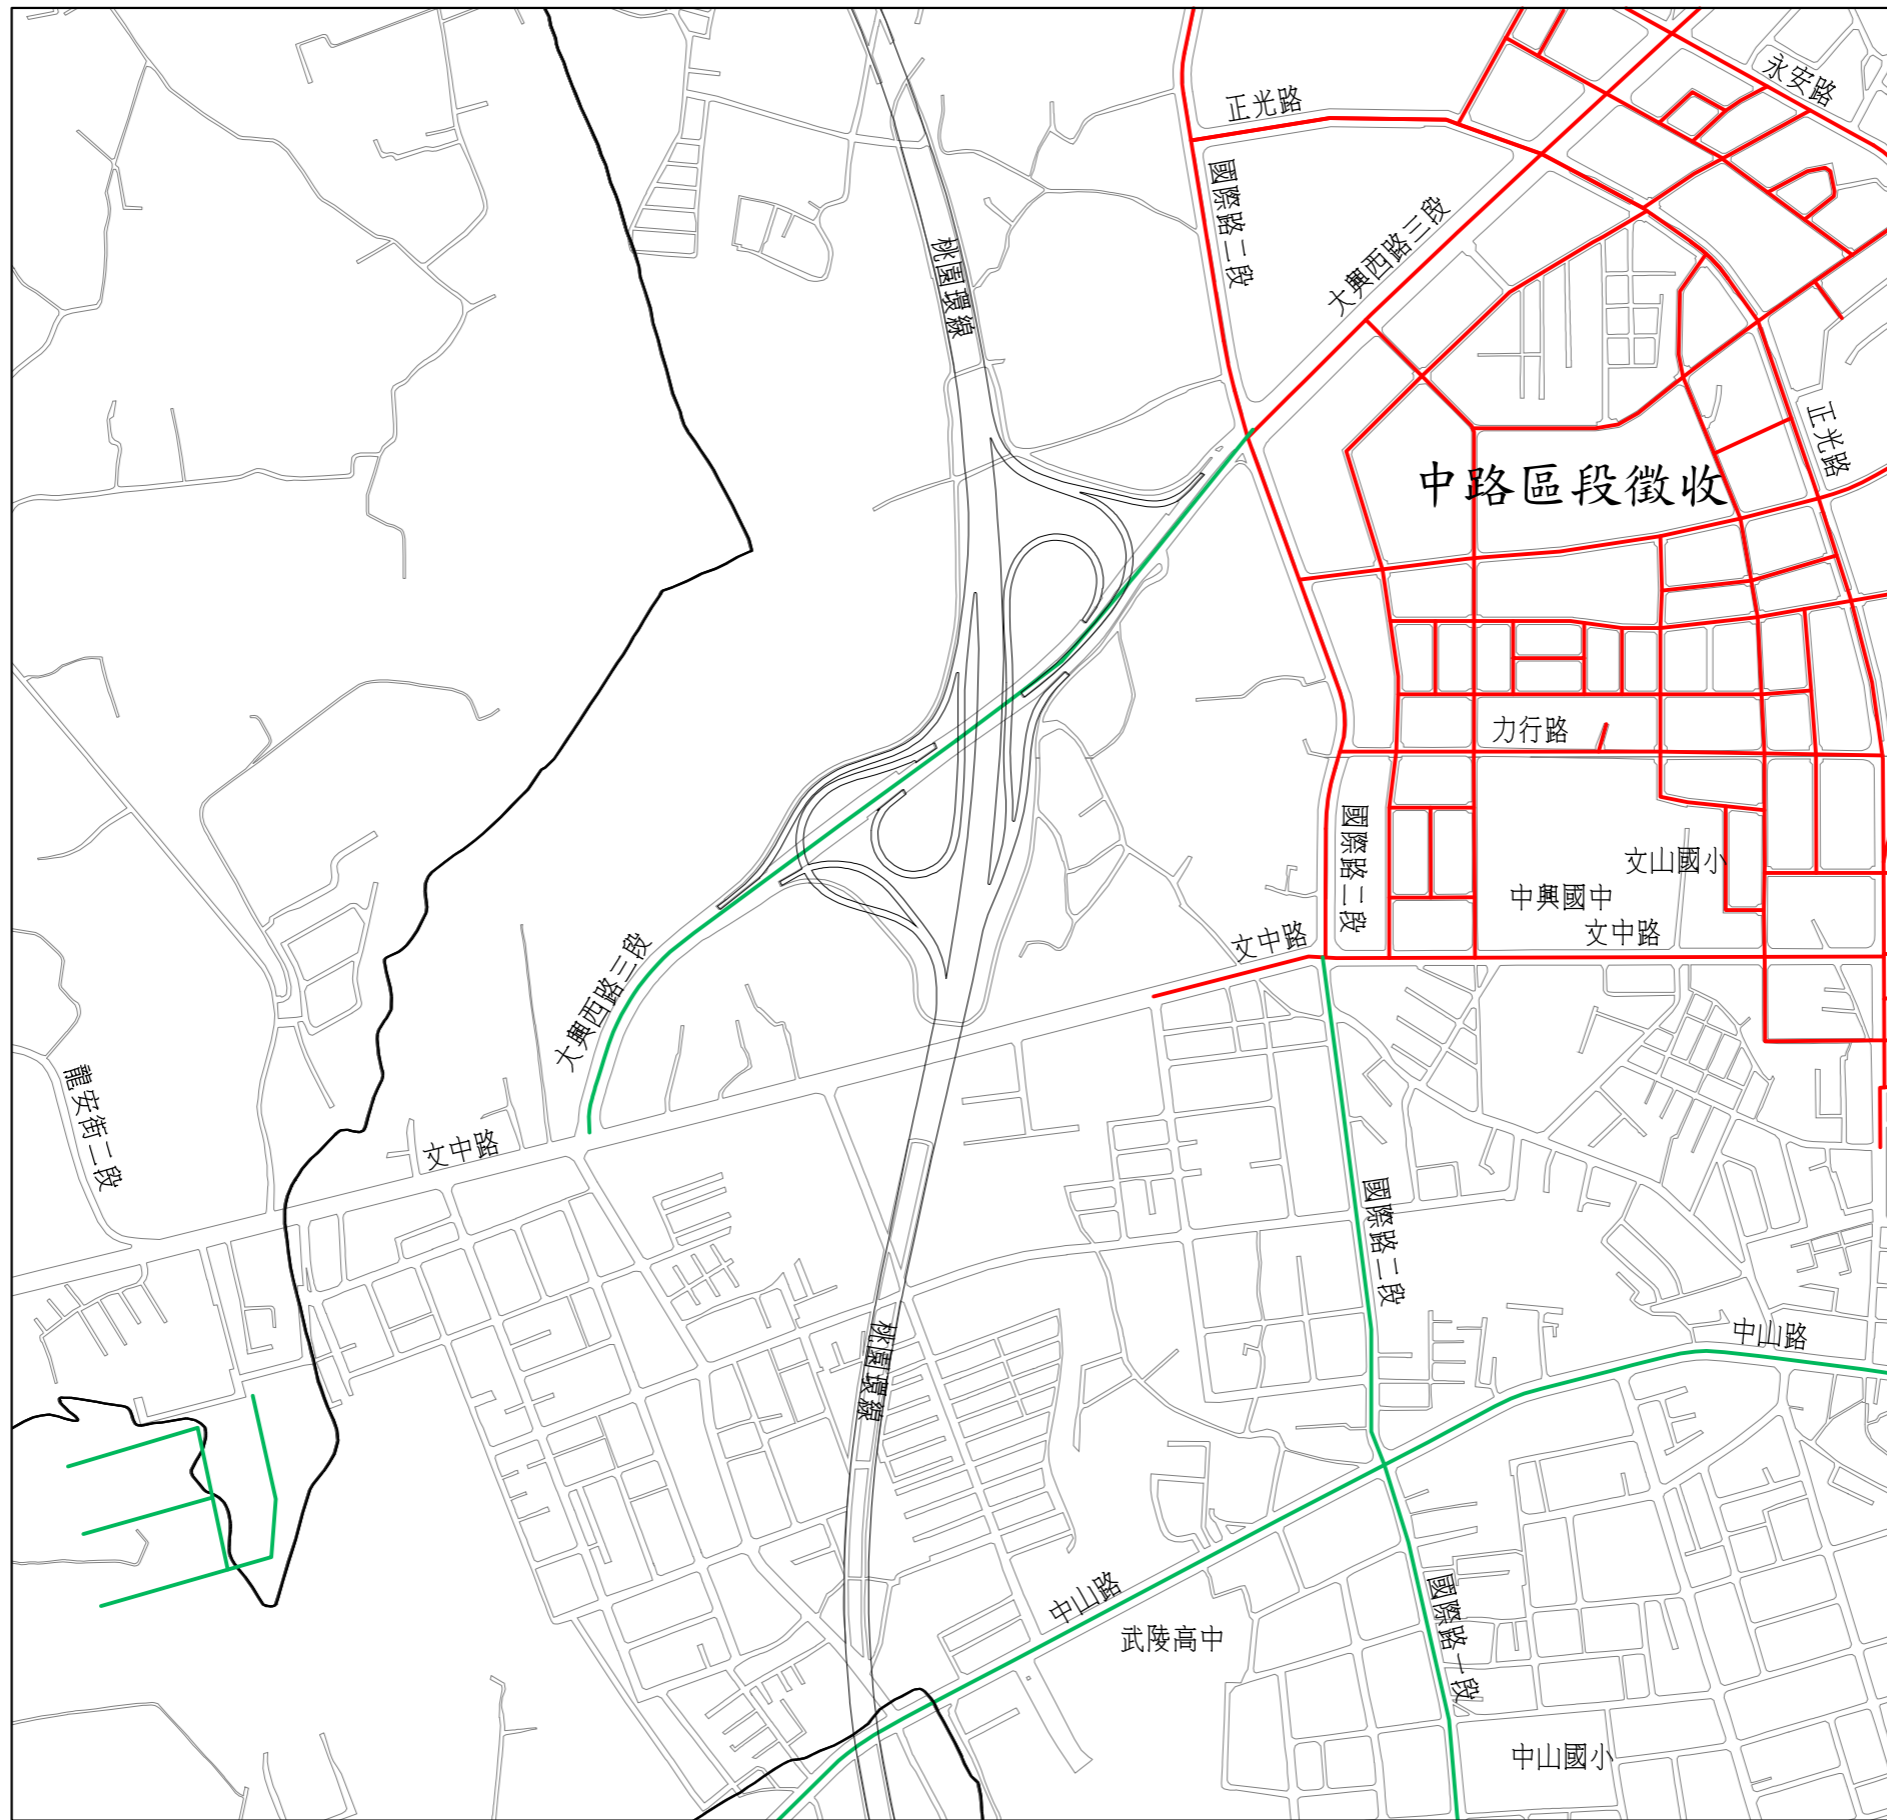 永安路
正光路
國際路二段
大興西路三段
桃園環線
正光路
中路區段徵收
力行路
國際路二段
文山國小
中興國中
文中路
文中路
大興西路三段
龍安街二段
文中路
國際路二段
中山路
桃園環線
國際路一段
中山路
武陵高中
中山國小